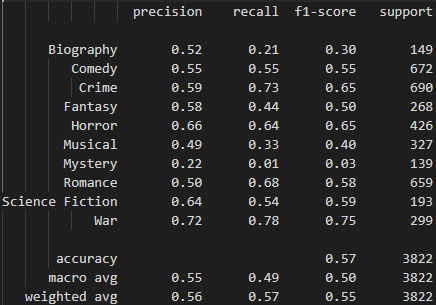 precision recall f1-score support
Biography 0.52 0.21 0.30 149
Comedy 0.55 0.55 0.55 672
Crime 0.59 0.73 0.65 690
Fantasy 0.58 0.44 0.50 268
Horror 0.66 0.64 0.65 426
Musical 0.49 0.33 0.40 327
Mystery 0.22 0.01 0.03 139
Romance 0.50 0.68 0.58 659
Science Fiction 0.64 0.54 0.59 193
War 0.72 0.78 0.75 299
accuracy 0.57 3822
macro avg 0.55 0.49 0.50 3822
weighted avg 0.56 0.57 0.55 3822